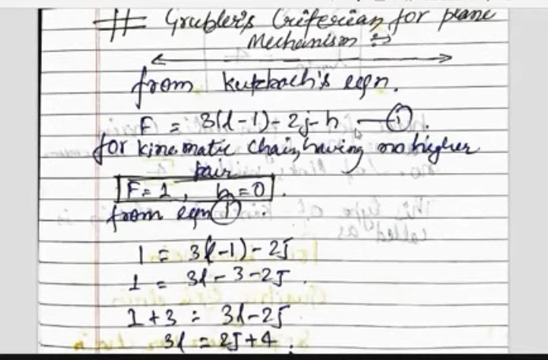 # Grubler's Criterian for plane
Mechanism :->
from kutzbach's eqn.
F = 3(l-1)-2j-h —①.
for kinematic chain, having no higher
pair
F=1, h=0.
from eqn ①.
1 = 3(l-1)-2j
1 = 3l-3-2j.
1+3 = 3l-2j
3l = 2j+4.